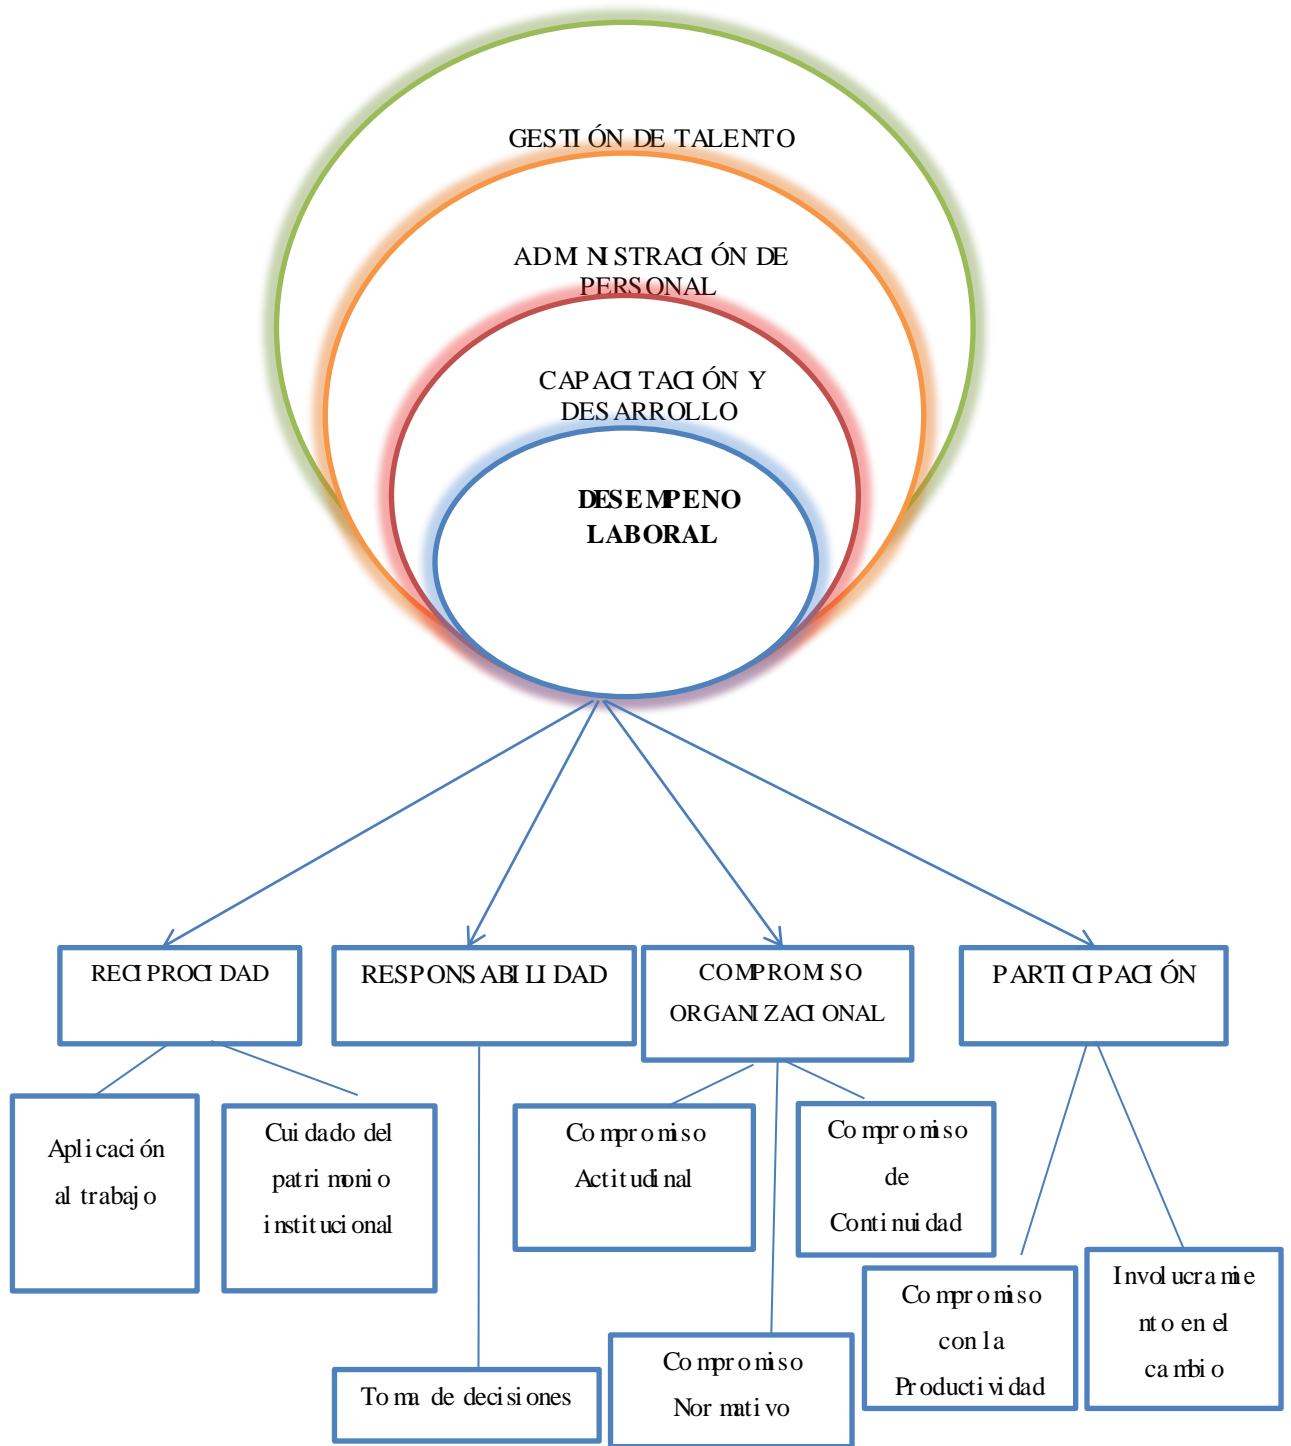 GESTIÓN DE TALENTO
ADMINISTRACIÓN DE
PERSONAL
CAPACITACIÓN Y
DESARROLLO
DESEMPENO
LABORAL
RECIPROCIDAD
RESPONSABILIDAD
COMPROMISO
ORGANIZACIONAL
PARTICIPACIÓN
Aplicación
al trabajo
Cuidado del
patrimonio
institucional
Toma de decisiones
Compromiso
Actitudinal
Compromiso
Normativo
Compromiso
de
Continuidad
Compromiso
con la
Productividad
Involucramie
nto en el
cambio